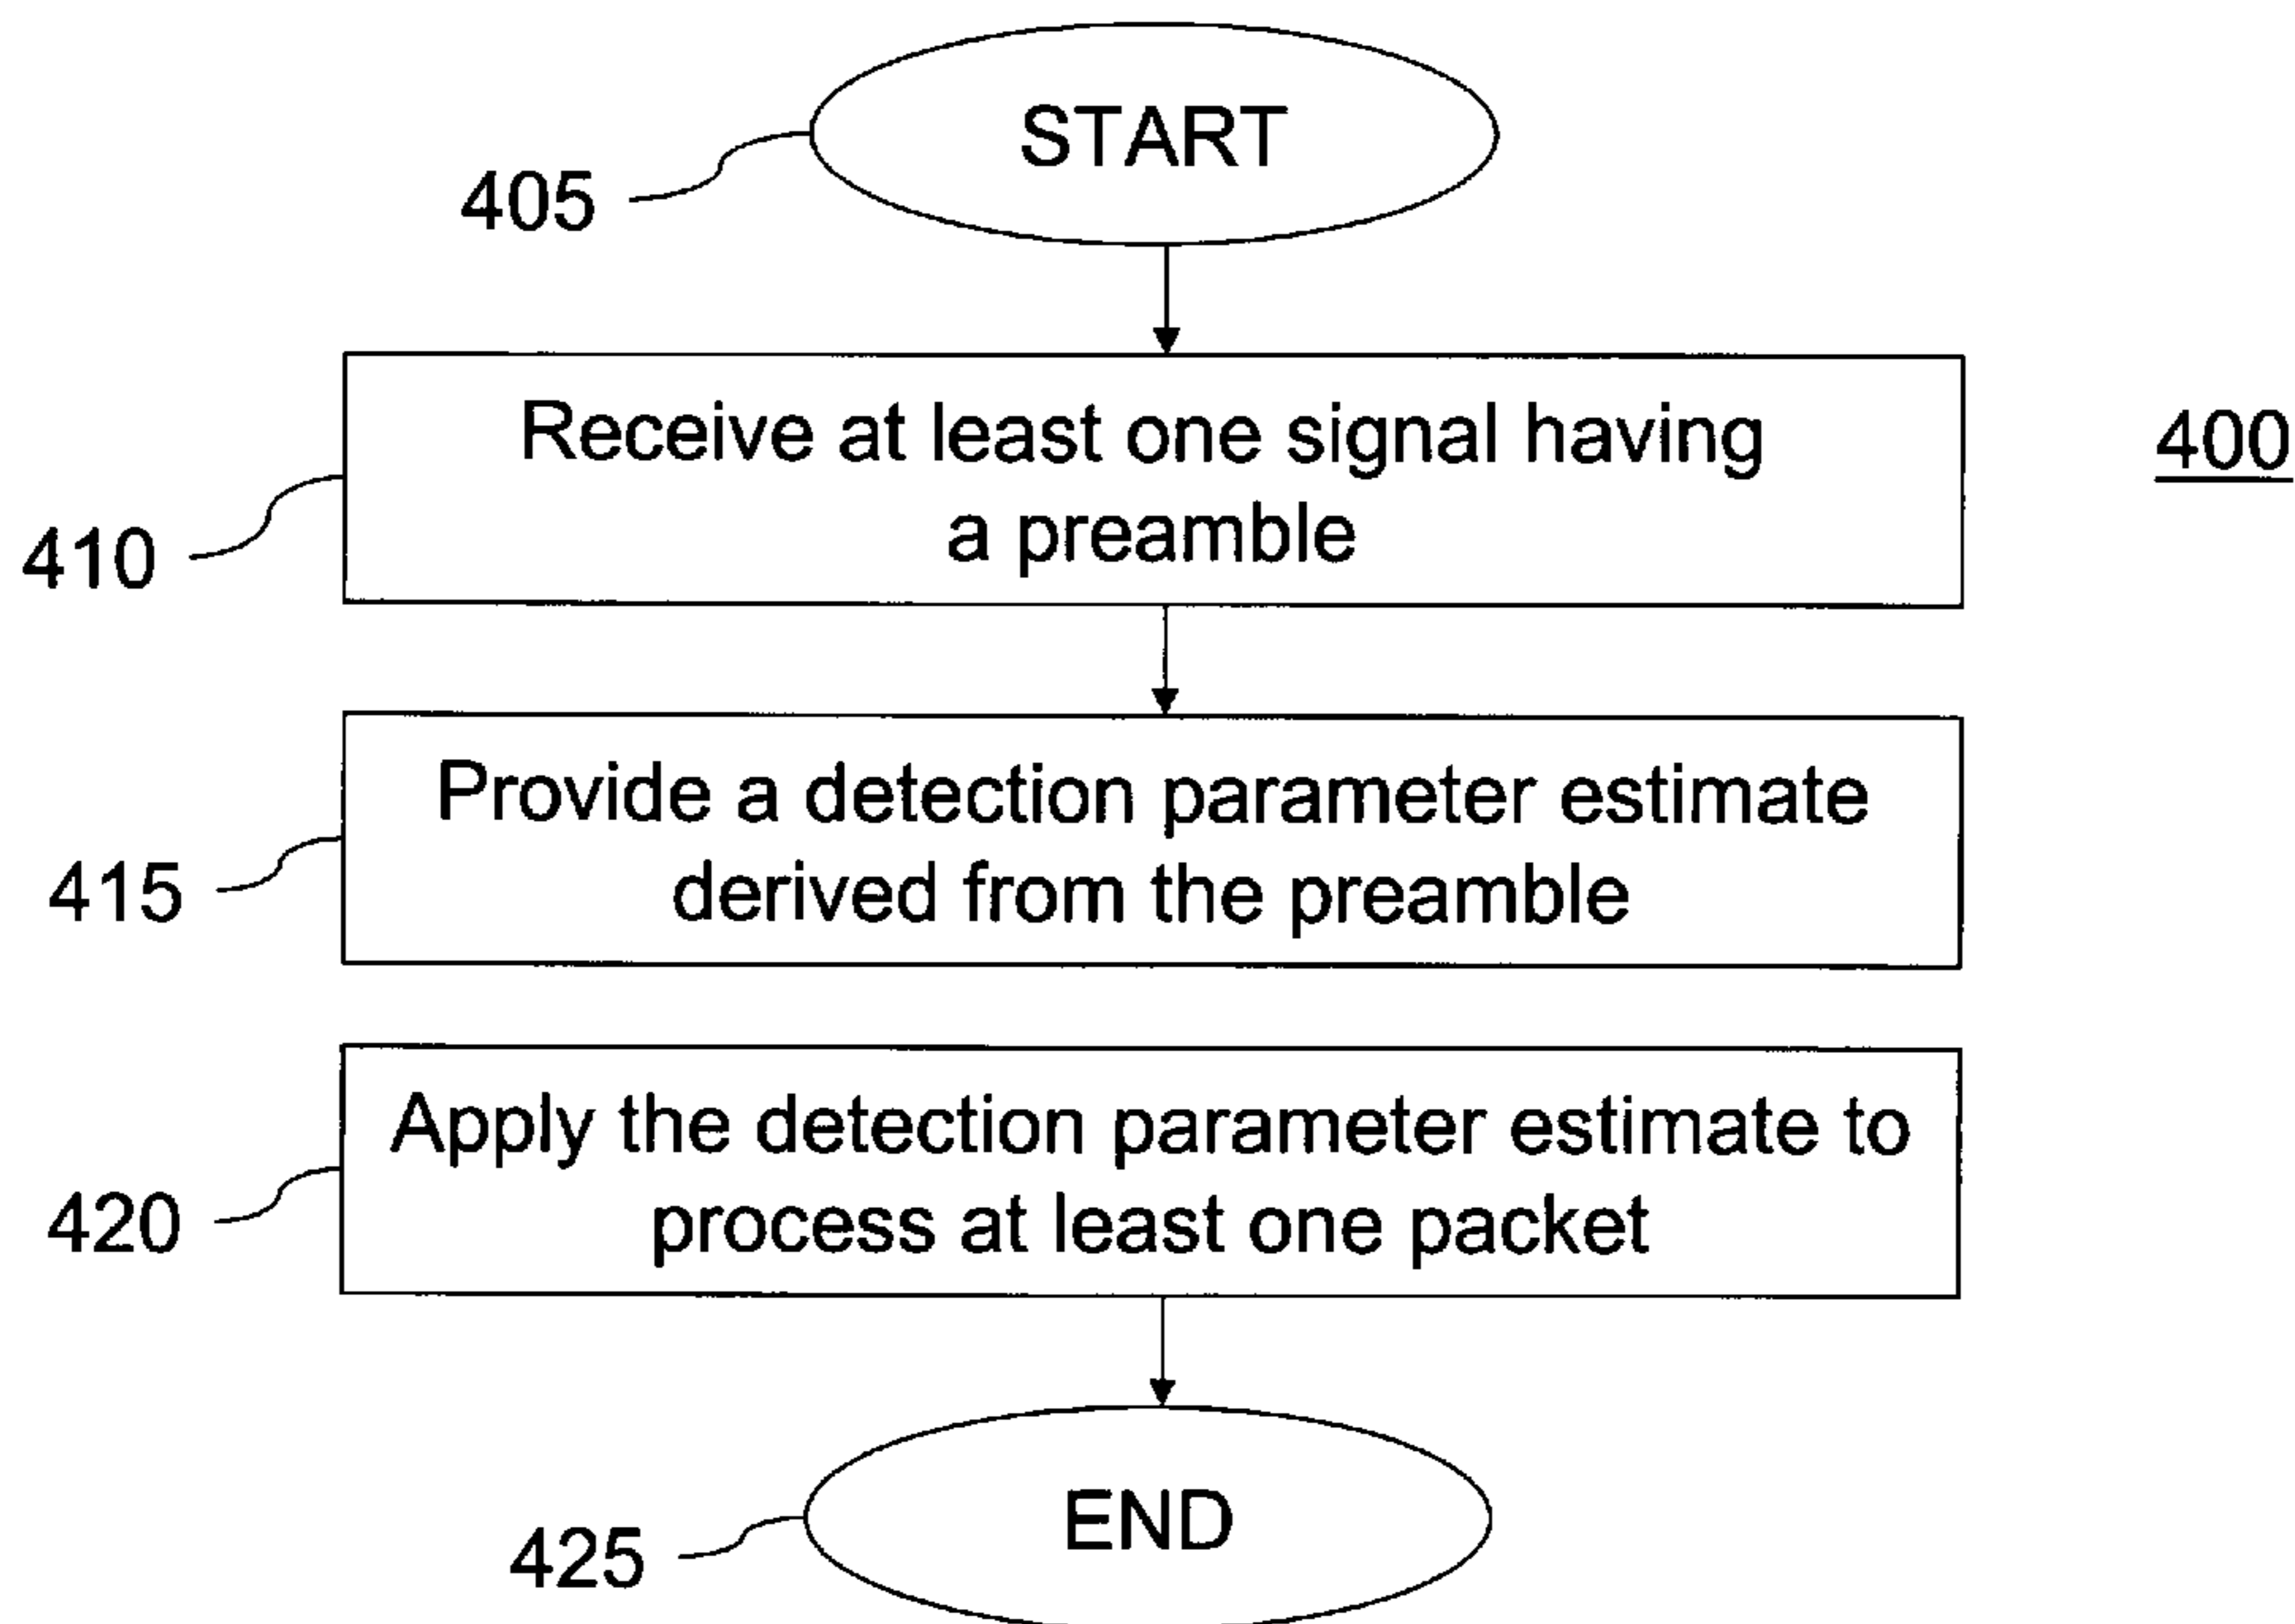 START
405
Receive at least one signal having
a preamble
400
410
Provide a detection parameter estimate
derived from the preamble
415
Apply the detection parameter estimate to
process at least one packet
420
END
425